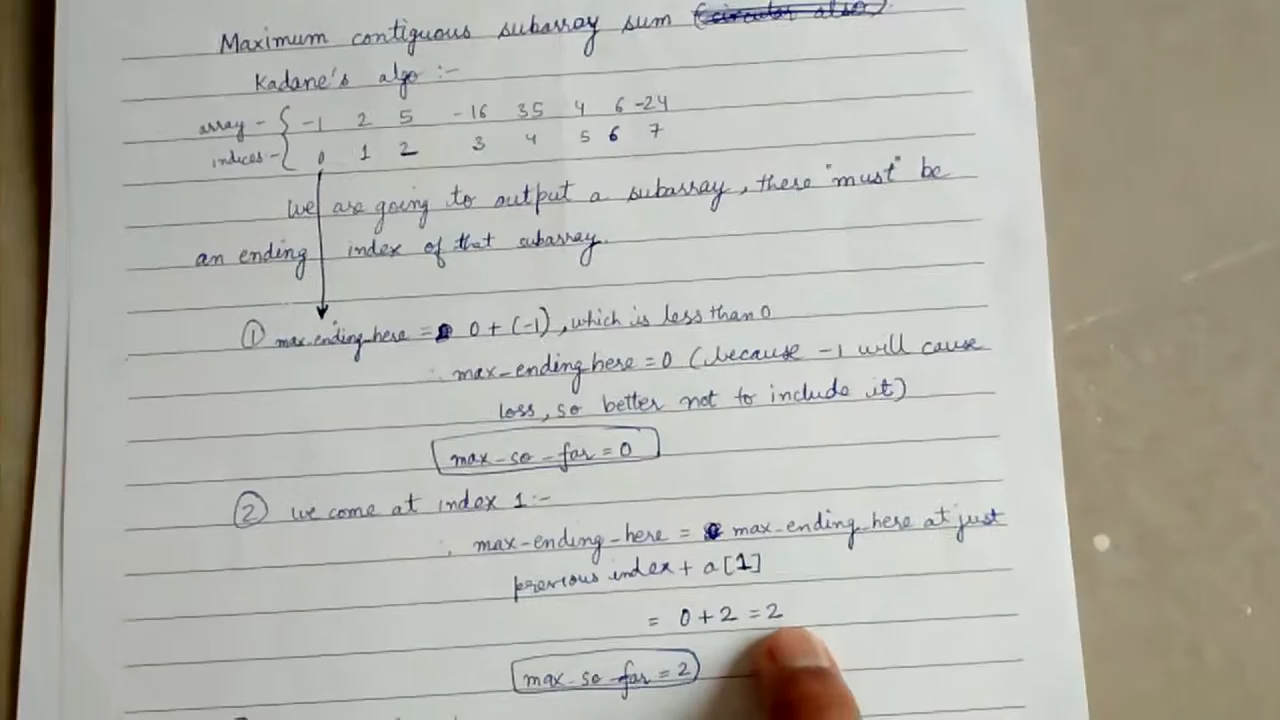 Maximum contiguous subarray sum (circular also).
Kadane's algo :-
array - { -1 2 5 -16 35 4 6 -24
indices - 0 1 2 3 4 5 6 7
we are going to output a subarray, there "must" be
an ending index of that subarray.
① max-ending-here = 0 + (-1), which is less than 0
∴ max-ending here = 0 (because -1 will cause
loss, so better not to include it)
max-so-far = 0
② we come at index 1 :-
∴ max-ending-here = max-ending-here at just
previous index + a[1]
= 0 + 2 = 2
max-so-far = 2